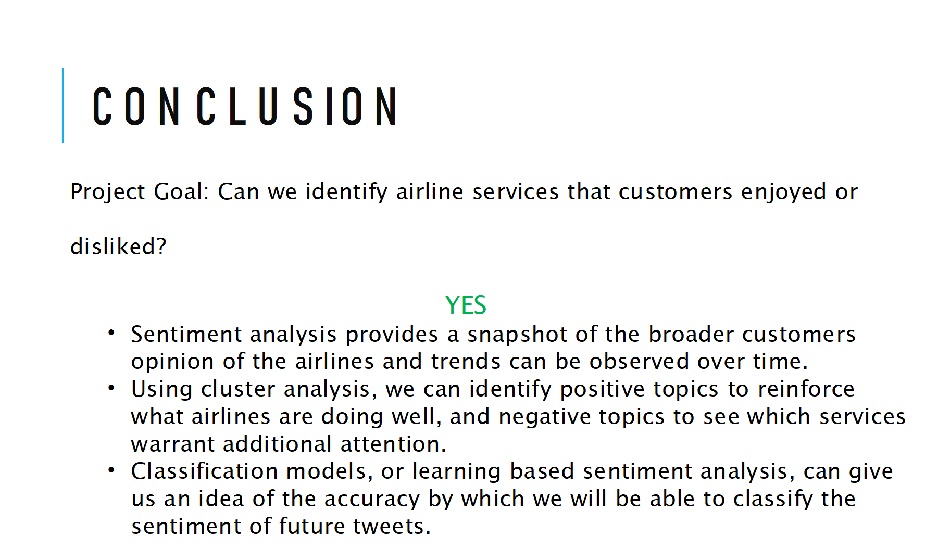 CONCLUSION
Project Goal: Can we identify airline services that customers enjoyed or
disliked?
YES
• Sentiment analysis provides a snapshot of the broader customers
opinion of the airlines and trends can be observed over time.
• Using cluster analysis, we can identify positive topics to reinforce
what airlines are doing well, and negative topics to see which services
warrant additional attention.
• Classification models, or learning based sentiment analysis, can give
us an idea of the accuracy by which we will be able to classify the
sentiment of future tweets.